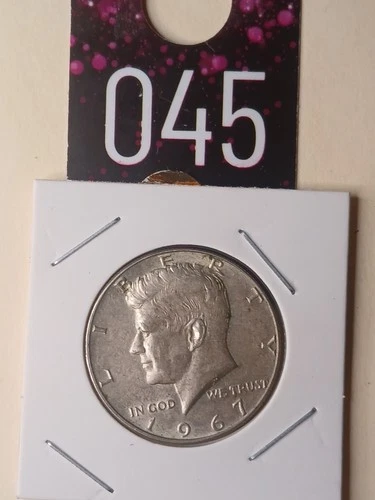 045
LIBERTY
IN GOD WE TRUST
1967